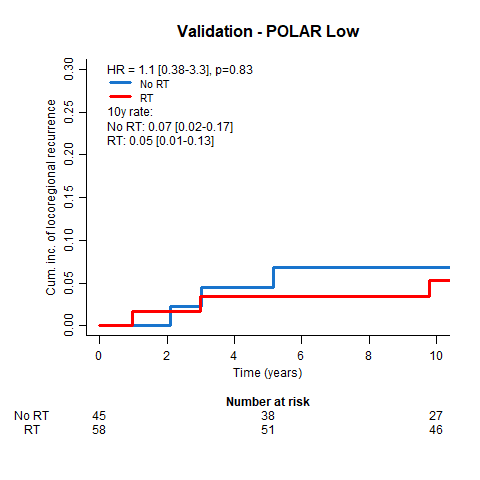 Validation - POLAR Low
HR = 1.1 [0.38-3.3], p=0.83
No RT
RT
10y rate:
No RT: 0.07 [0.02-0.17]
RT: 0.05 [0.01-0.13]
Cum. inc. of locoregional recurrence
0.30
0.25
0.20
0.15
0.10
0.05
0.00
0 2 4 6 8 10
Time (years)
Number at risk
No RT 45 38 27
RT 58 51 46